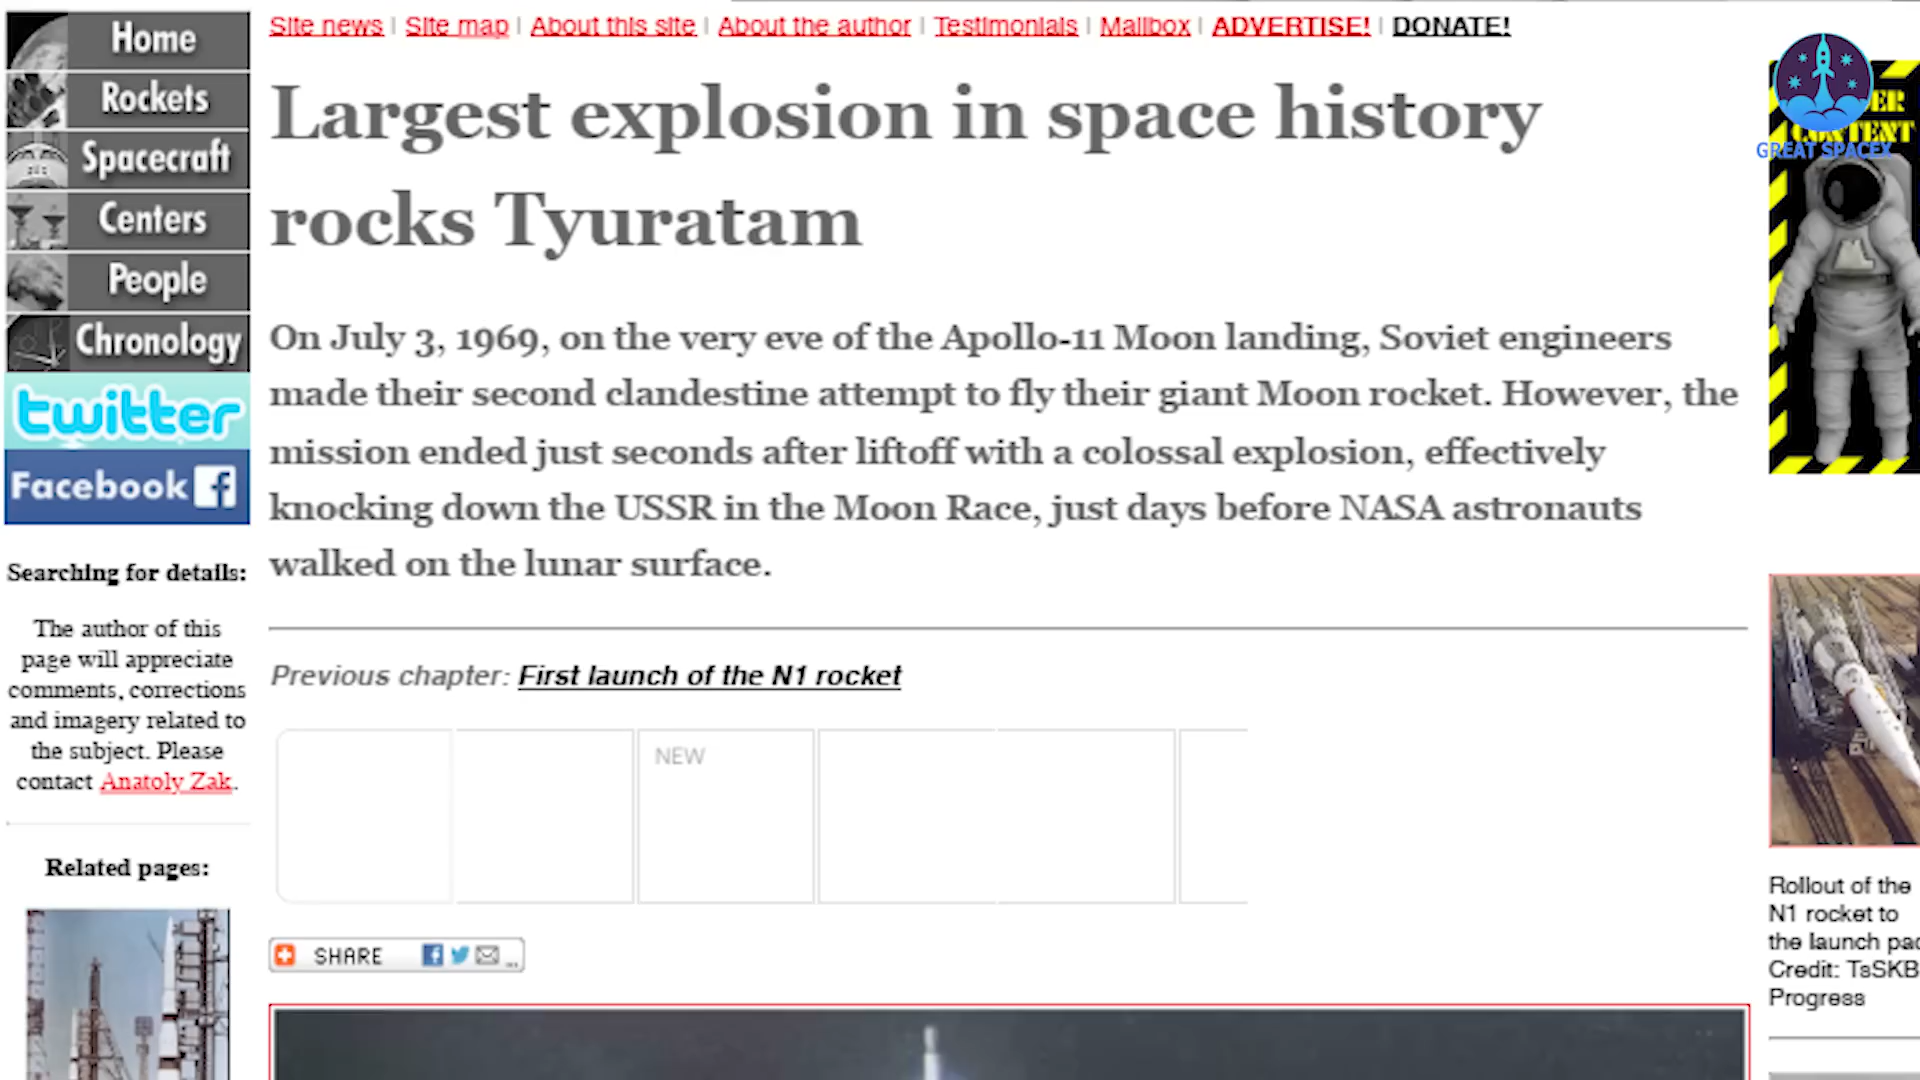 Home
Rockets
Spacecraft
Centers
People
Chronology
twitter
Facebook
Searching for details:
The author of this
page will appreciate
comments, corrections
and imagery related to
the subject. Please
contact Anatoly Zak.
Related pages:
Site news | Site map | About this site | About the author | Testimonials | Mailbox | ADVERTISE! | DONATE!
Largest explosion in space history
rocks Tyuratam
On July 3, 1969, on the very eve of the Apollo-11 Moon landing, Soviet engineers
made their second clandestine attempt to fly their giant Moon rocket. However, the
mission ended just seconds after liftoff with a colossal explosion, effectively
knocking down the USSR in the Moon Race, just days before NASA astronauts
walked on the lunar surface.
Previous chapter: First launch of the N1 rocket
NEW
SHARE
GREAT SPACEX
CONTENT
Rollout of the
N1 rocket to
the launch
Credit: TsSKB
Progress